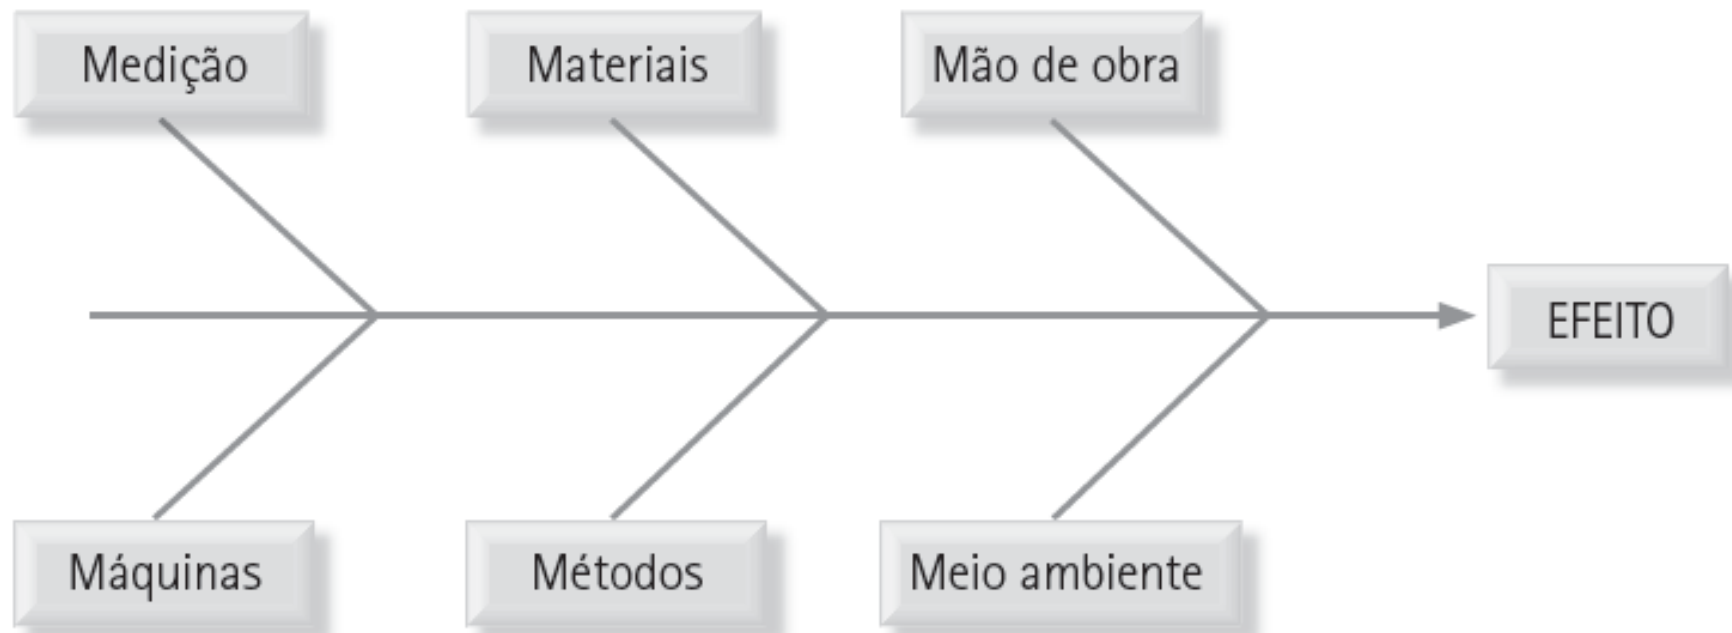 Medição
Materiais
Mão de obra
EFEITO
Máquinas
Métodos
Meio ambiente